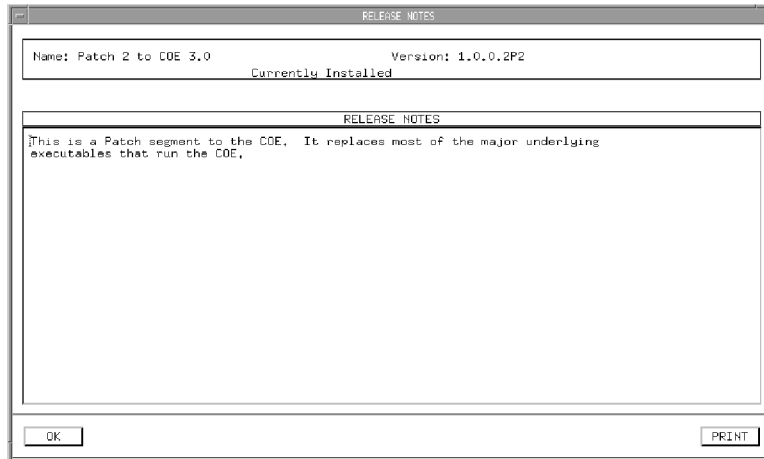 RELEASE NOTES
Name: Patch 2 to COE 3.0 Version: 1.0.0.2P2
Currently Installed
RELEASE NOTES
This is a Patch segment to the COE. It replaces most of the major underlying
executables that run the COE.
OK PRINT